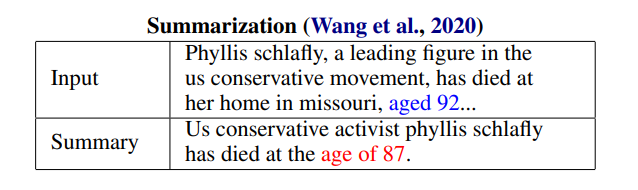 Summarization (Wang et al., 2020)
Input
Phyllis schlafly, a leading figure in the
us conservative movement, has died at
her home in missouri, aged 92...
Summary
Us conservative activist phyllis schlafly
has died at the age of 87.